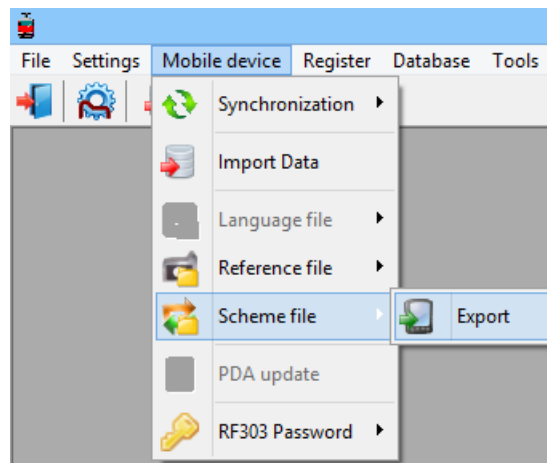 File Settings Mobile device Register Database Tools
Synchronization
Import Data
Language file
Reference file
Scheme file Export
PDA update
RF303 Password